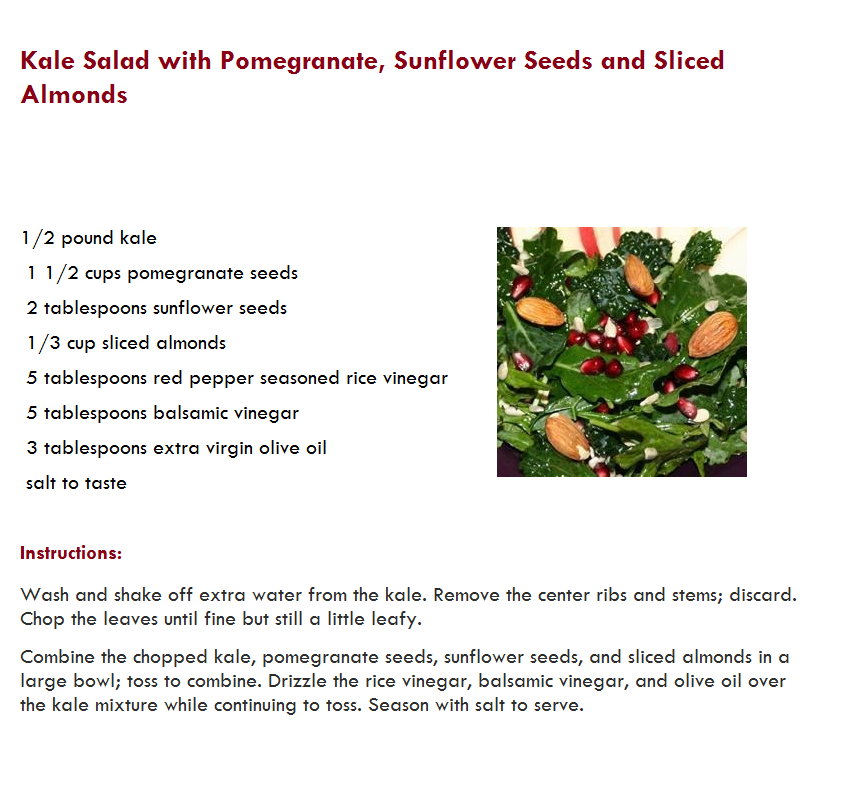 Kale Salad with Pomegranate, Sunflower Seeds and Sliced
Almonds
1/2 pound kale
1 1/2 cups pomegranate seeds
2 tablespoons sunflower seeds
1/3 cup sliced almonds
5 tablespoons red pepper seasoned rice vinegar
5 tablespoons balsamic vinegar
3 tablespoons extra virgin olive oil
salt to taste
Instructions:
Wash and shake off extra water from the kale. Remove the center ribs and stems; discard.
Chop the leaves until fine but still a little leafy.
Combine the chopped kale, pomegranate seeds, sunflower seeds, and sliced almonds in a
large bowl; toss to combine. Drizzle the rice vinegar, balsamic vinegar, and olive oil over
the kale mixture while continuing to toss. Season with salt to serve.